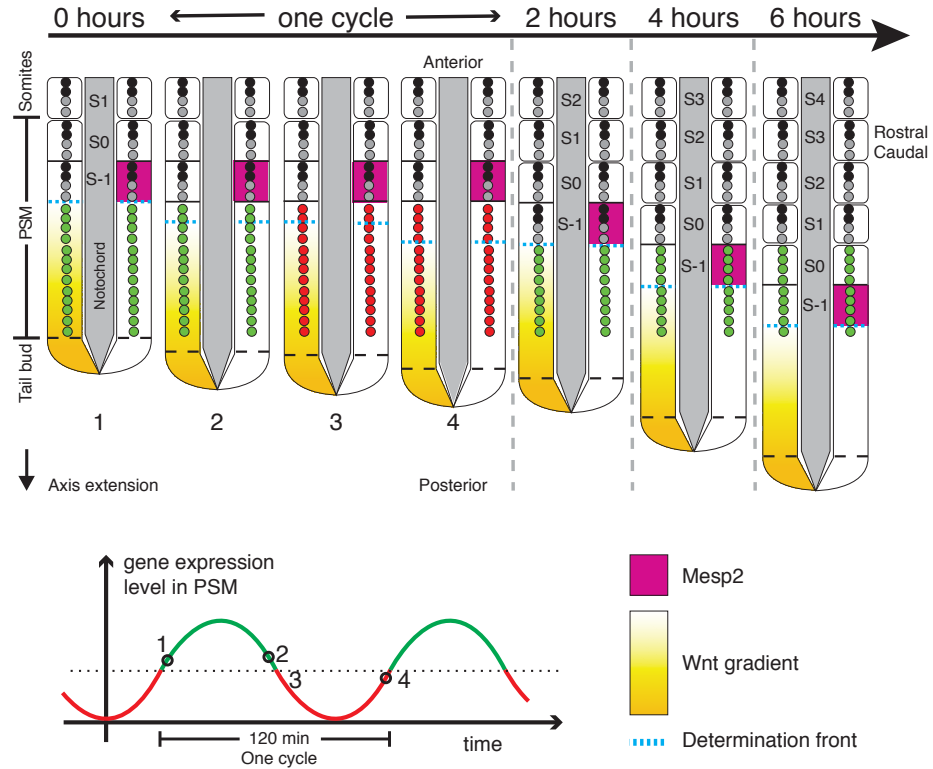 0 hours
one cycle
2 hours
4 hours
6 hours
Anterior
Somites
PSM
Tail bud
S1
S0
S-1
Notochord
S2
S1
S0
S-1
S3
S2
S1
S0
S-1
S4
S3
S2
S1
S0
S-1
Rostral
Caudal
1
2
3
4
Axis extension
Posterior
gene expression
level in PSM
1
2
3
4
120 min
One cycle
time
Mesp2
Wnt gradient
Determination front